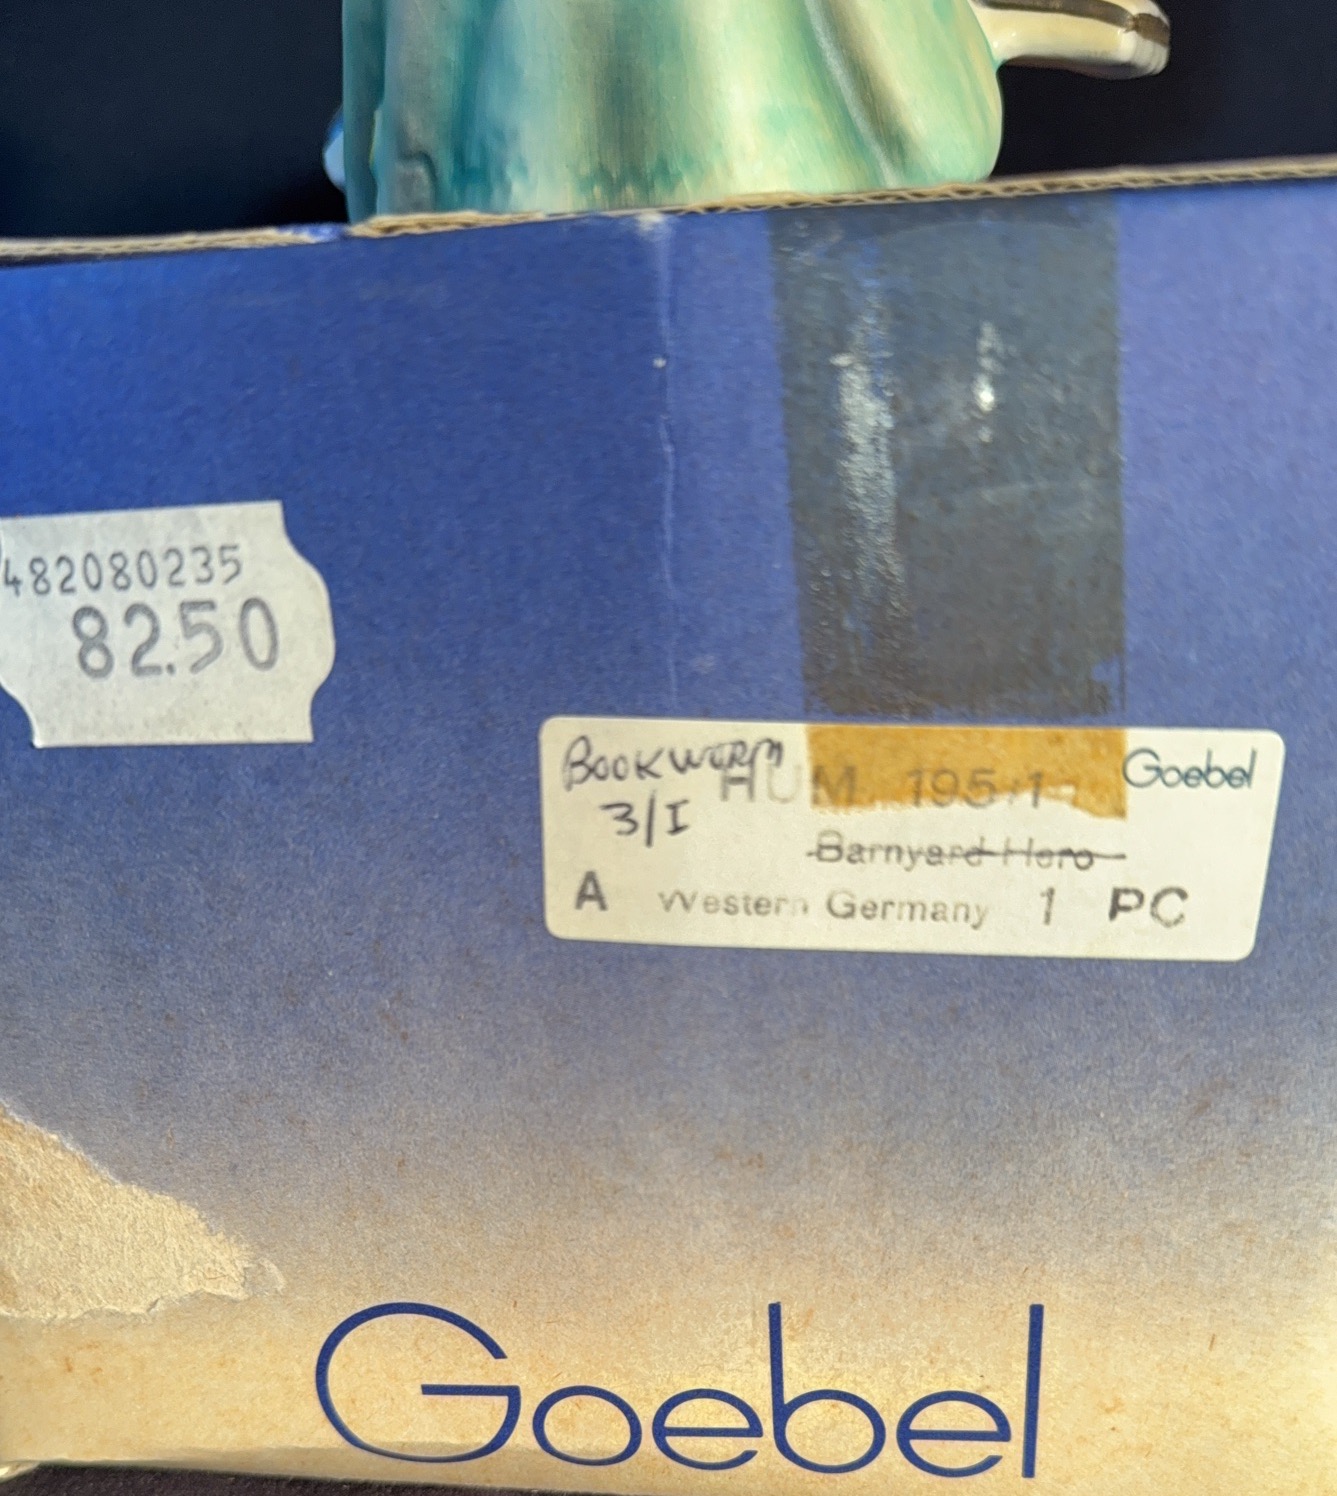 482080235
82.50
Bookworm
3/I
HUM 195/1
Goebel
Barnyard Hero
A Western Germany 1 PC
Goebel